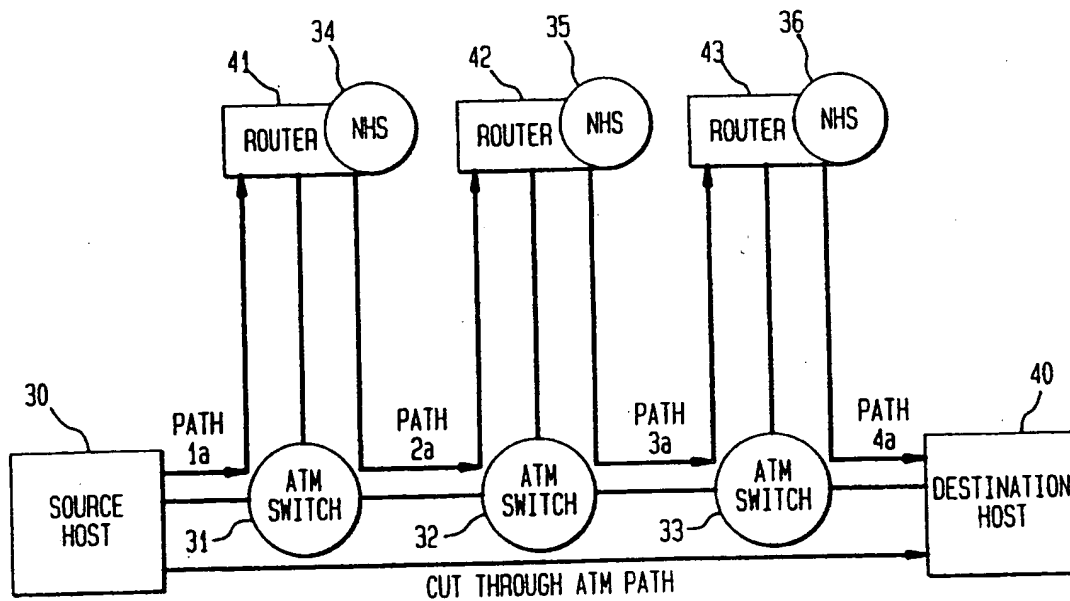 34
35
36
41
42
43
ROUTER
NHS
ROUTER
NHS
ROUTER
NHS
30
40
PATH
1a
PATH
2a
PATH
3a
PATH
4a
SOURCE
HOST
ATM
SWITCH
ATM
SWITCH
ATM
SWITCH
DESTINATION
HOST
31
32
33
CUT THROUGH ATM PATH